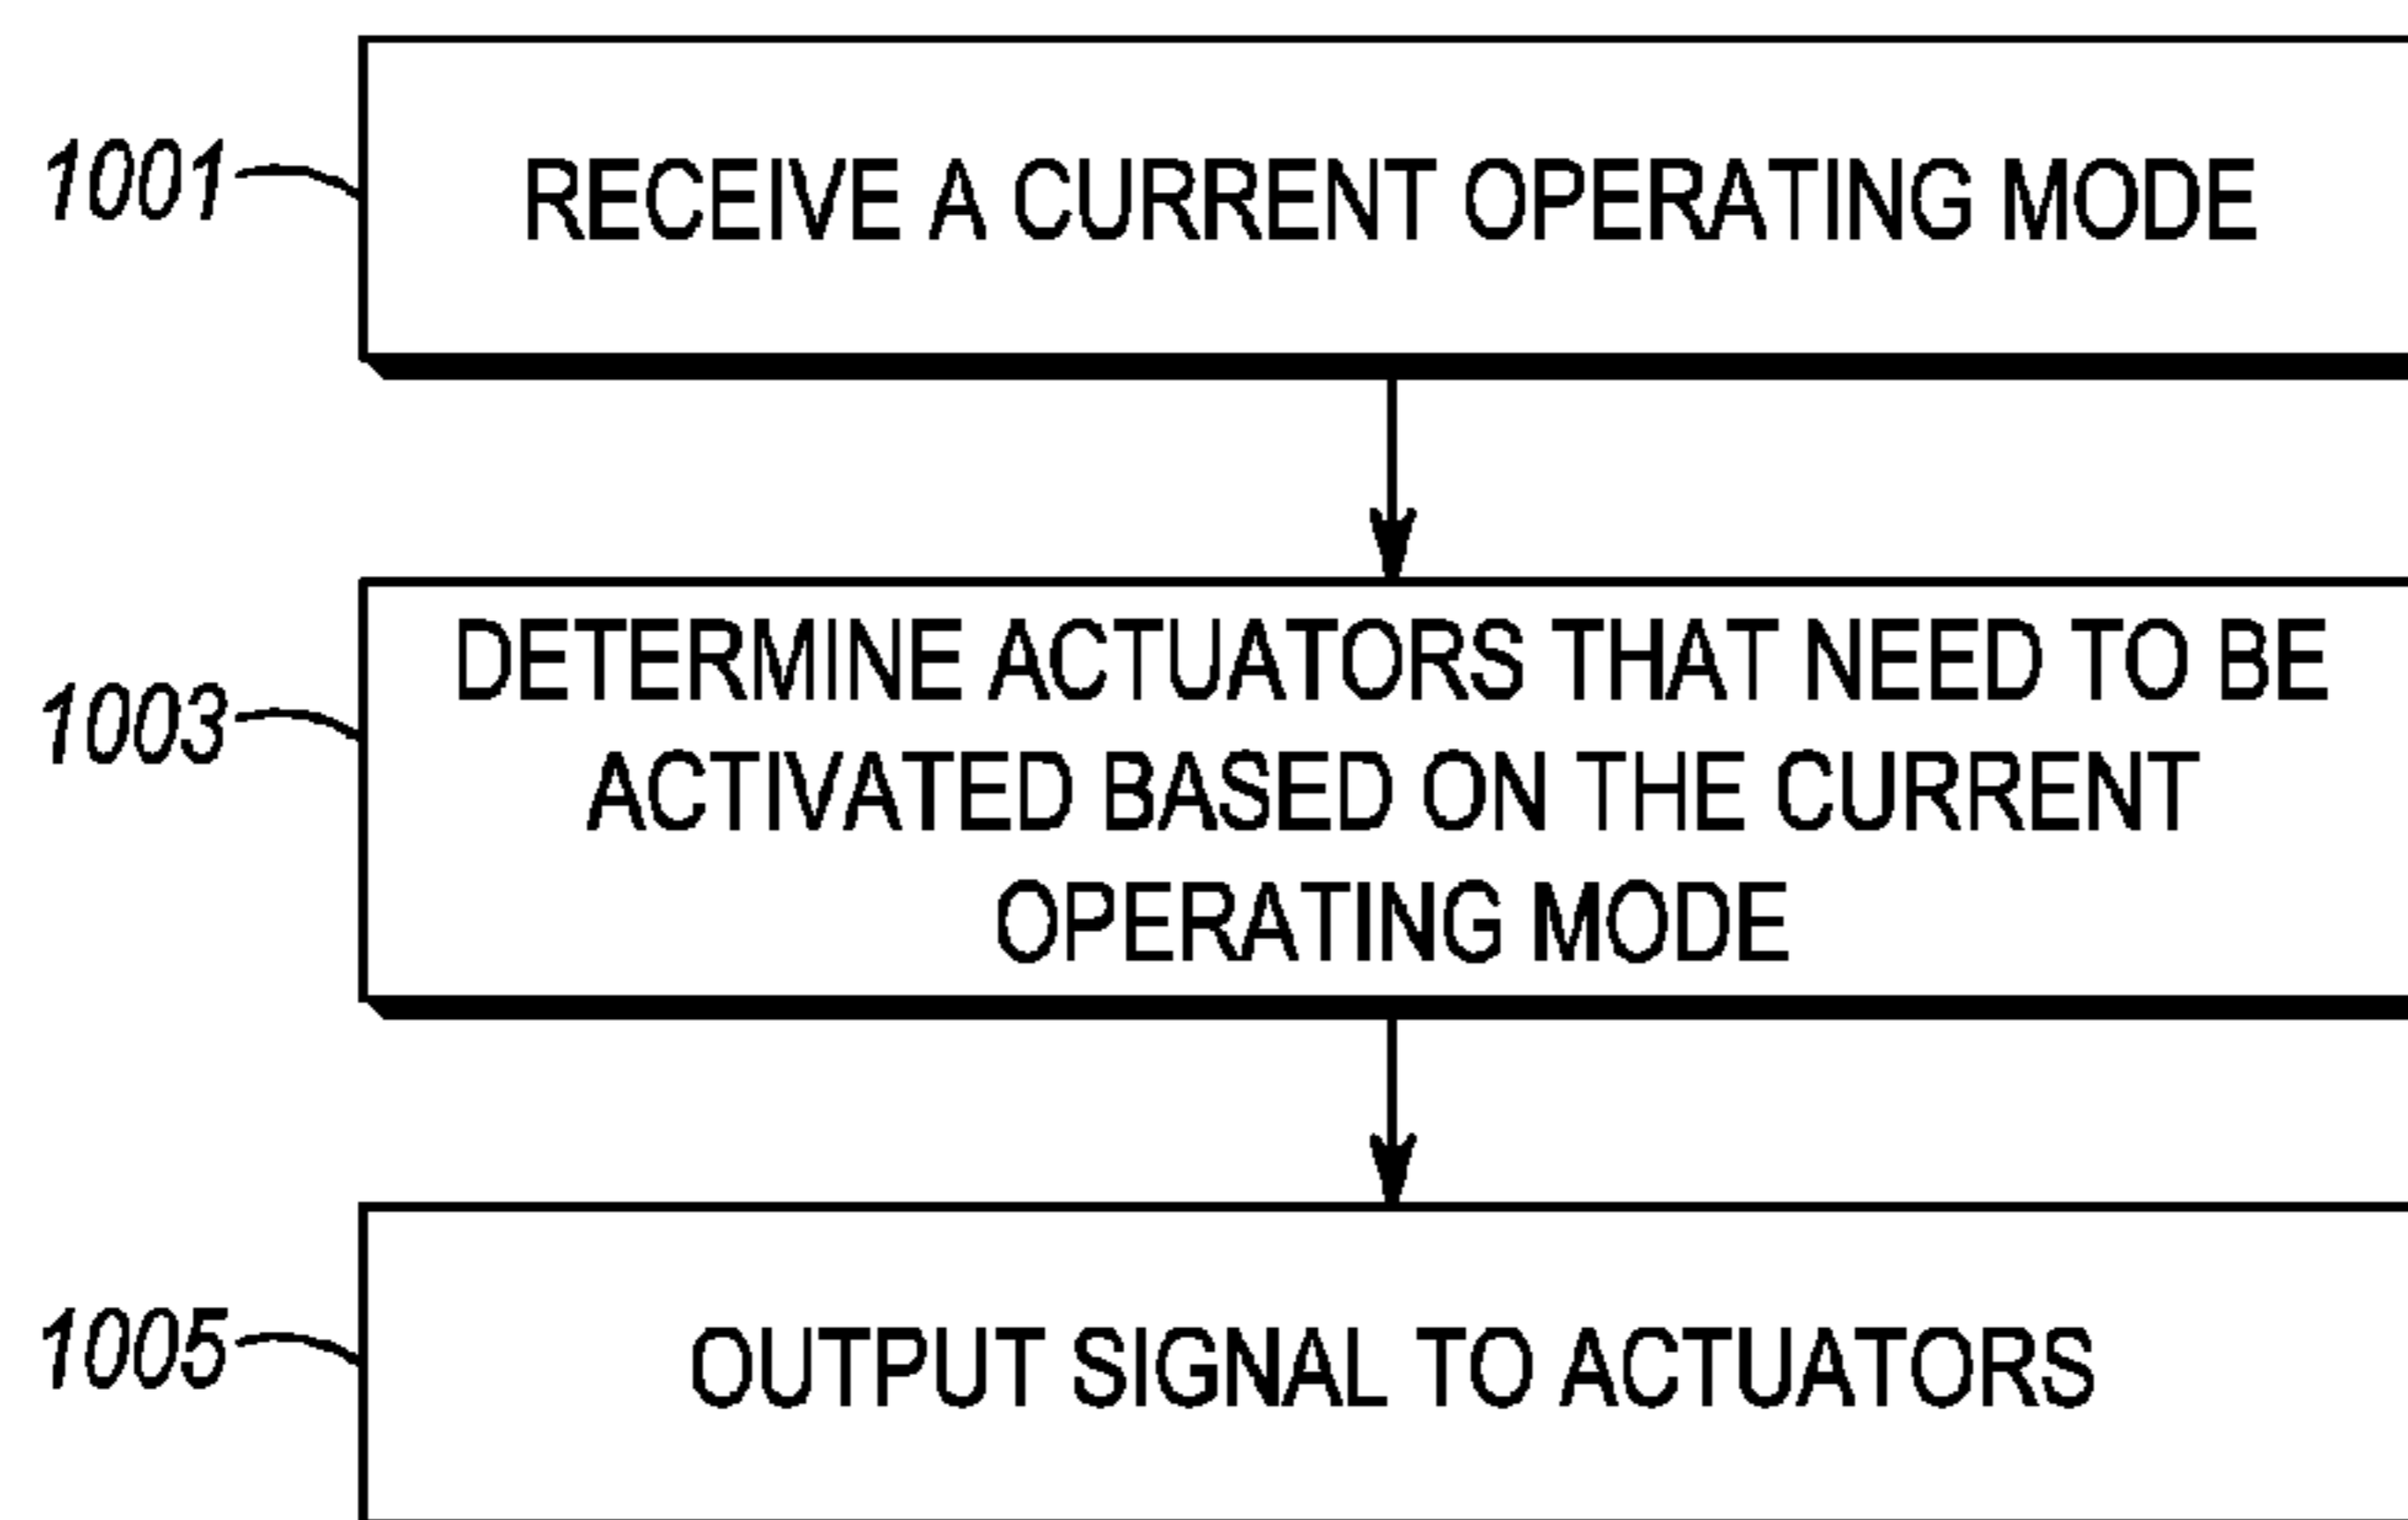 1001
RECEIVE A CURRENT OPERATING MODE
1003
DETERMINE ACTUATORS THAT NEED TO BE
ACTIVATED BASED ON THE CURRENT
OPERATING MODE
1005
OUTPUT SIGNAL TO ACTUATORS